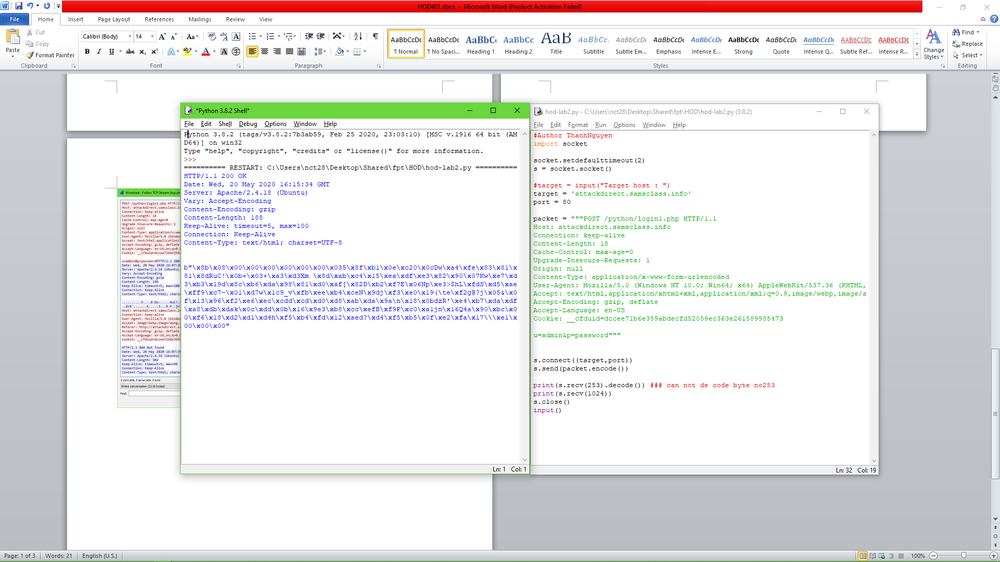 HOD401.docx - Microsoft Word (Product Activation Failed)
File Home Insert Page Layout References Mailings Review View
Paste
Cut
Copy
Format Painter
Clipboard
Calibri (Body) 14
Font
Paragraph
AaBbCcDc AaBbCcDc AaBbC AaBbCc AaB AaBbCc. AaBbCcDc AaBbCcDc AaBbCcDc AaBbCcDc AaBbCcDc AaBbCcDc AABBCCDC AABBCCDC
¶ Normal ¶ No Spaci... Heading 1 Heading 2 Title Subtitle Subtle Em... Emphasis Intense E... Strong Quote Intense Q... Subtle Ref... Intense R...
Styles
Change
Styles
Find
Replace
Select
Editing
*Python 3.8.2 Shell*
File Edit Shell Debug Options Window Help
Python 3.8.2 (tags/v3.8.2:7b3ab59, Feb 25 2020, 23:03:10) [MSC v.1916 64 bit (AM
D64)] on win32
Type "help", "copyright", "credits" or "license()" for more information.
>>>
========== RESTART: C:\Users\nct28\Desktop\Shared\fpt\HOD\hod-lab2.py ==========
HTTP/1.1 200 OK
Date: Wed, 20 May 2020 16:15:34 GMT
Server: Apache/2.4.18 (Ubuntu)
Vary: Accept-Encoding
Content-Encoding: gzip
Content-Length: 188
Keep-Alive: timeout=5, max=100
Connection: Keep-Alive
Content-Type: text/html; charset=UTF-8
b"\x8b\x08\x00\x00\x00\x00\x00\x00\x035\x8f\xb1\x0e\xc20\x0cDw\xa4\xfe\x83\x81\x
81\x8dRuC!\x0b+\x03+\xa3\xd3Xm \x8d\xab\xc4\x15\xea\xdf\xe3\x82\x90\x07Kw\xe7\xd
3\xb3\x19d\x8c\xb6\xda\x98\x81\xd0\xaf[\x82D\xb2\xf7E\x06Np\xe3>$hL\xfdS\xd5\xae
\xff9\xc7~\x01\xd7w\x1c9_v\xfb\xee\xb4\xceN\x9dj\xf3\xe0\x19(\te\xf2g@?j\x05&\x0
f\x13\x96\xf2\xe6\xec\xcdd\xcd\xd0\xd8\xab\xda\x9a\n\x18\x0bdzR'\xe4\xb7\xda\xdf
\xa8\xdb\xdak\x0c\xdd\x0b\x16\x9e3\xb8\xcc\xefB\xf9P\xc0\xa1jn\x16Q4a\x90\xbc\x0
0\xf6\x18\xd2\xd1\xd4h\xf5\xb4\xfd\x12\xaed?\xd4\xf5\xb5\x0f\xe2\xfa\x17\\\xe1\x
00\x00\x00"
Ln: 1 Col: 1
hod-lab2.py - C:\Users\nct28\Desktop\Shared\fpt\HOD\hod-lab2.py (3.8.2)
File Edit Format Run Options Window Help
#Author ThanhNguyen
import socket
socket.setdefaulttimeout(2)
s = socket.socket()
#target = input("Target host : ")
target = 'attackdirect.samsclass.info'
port = 80
packet = """POST /python/login1.php HTTP/1.1
Host: attackdirect.samsclass.info
Connection: keep-alive
Content-Length: 18
Cache-Control: max-age=0
Upgrade-Insecure-Requests: 1
Origin: null
Content-Type: application/x-www-form-urlencoded
User-Agent: Mozilla/5.0 (Windows NT 10.0; Win64; x64) AppleWebKit/537.36 (KHTML,
Accept: text/html,application/xhtml+xml,application/xml;q=0.9,image/webp,image/a
Accept-Encoding: gzip, deflate
Accept-Language: en-US
Cookie: __cfduid=dccee71b6e359abdecfd52059ec363e261589985473
u=admin&p=password"""
s.connect((target,port))
s.send(packet.encode())
print(s.recv(253).decode()) ### can not de code byte no253
print(s.recv(1024))
s.close()
input()
Ln: 32 Col: 19
Wireshark - Follow TCP Stream (tcp.str
POST /python/login1.php HTTP/1.
Host: attackdirect.samsclass.in
Connection: keep-alive
Content-Length: 18
Cache-Control: max-age=0
Upgrade-Insecure-Requests: 1
Origin: null
Content-Type: application/x-www
User-Agent: Mozilla/5.0 (Window
Accept: text/html,application/x
Accept-Encoding: gzip, deflate
Accept-Language: en-US,en;q=0.
Cookie: __cfduid=dccee71b6e359a
u=admin&p=passwordHTTP/1.1 200
Date: Wed, 20 May 2020 16:07:3
Server: Apache/2.4.18 (Ubuntu)
Vary: Accept-Encoding
Content-Encoding: gzip
Content-Length: 188
Keep-Alive: timeout=5, max=100
Connection: Keep-Alive
Content-Type: text/html; charse
Host: attackdirect.samsclass.in
Connection: keep-alive
Accept: image/webp,image/apng,
Referer: http://attackdirect.s
Accept-Encoding: gzip, deflate
Accept-Language: en-US,en;q=0.
Cookie: __cfduid=dccee71b6e359a
HTTP/1.1 404 Not Found
Date: Wed, 20 May 2020 16:07:3
Server: Apache/2.4.18 (Ubuntu)
Content-Length: 302
Keep-Alive: timeout=5, max=99
Connection: Keep-Alive
Content-Type: text/html; charse
2 client pkts, 2 server pkts, 3 turns.
Entire conversation (2116 bytes)
Find:
Page: 1 of 3 Words: 21 English (U.S.) 100%